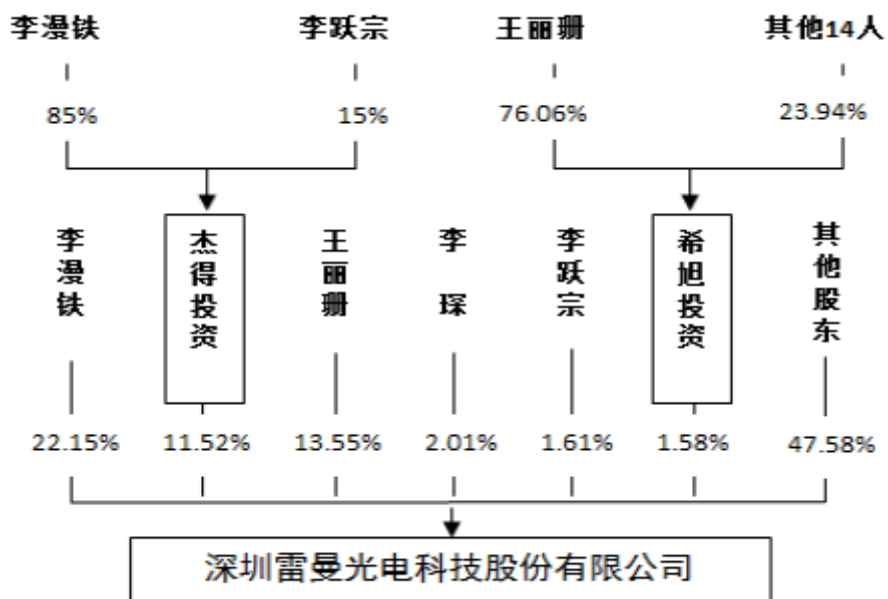 李漫铁 李跃宗 王丽珊 其他14人
85% 15% 76.06% 23.94%
李漫铁 杰得投资 王丽珊 李琛 李跃宗 希旭投资 其他股东
22.15% 11.52% 13.55% 2.01% 1.61% 1.58% 47.58%
深圳雷曼光电科技股份有限公司